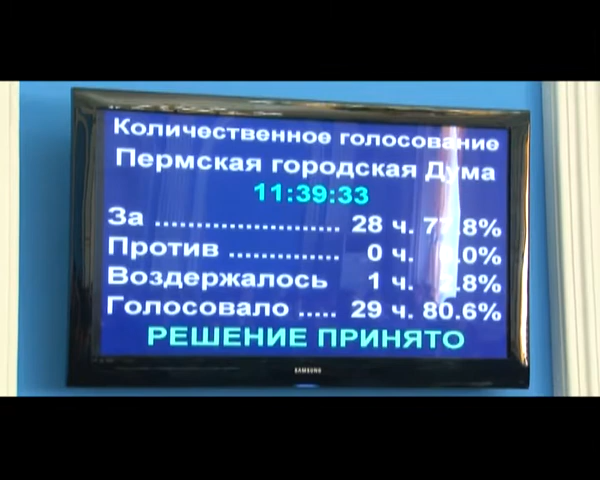 Количественное голосование
Пермская городская Дума
11:39:33
За ....................... 28 ч.
Против .............. 0 ч.
Воздержалось 1 ч.
Голосовало ..... 29 ч. 80.6%
РЕШЕНИЕ ПРИНЯТО
SAMSUNG